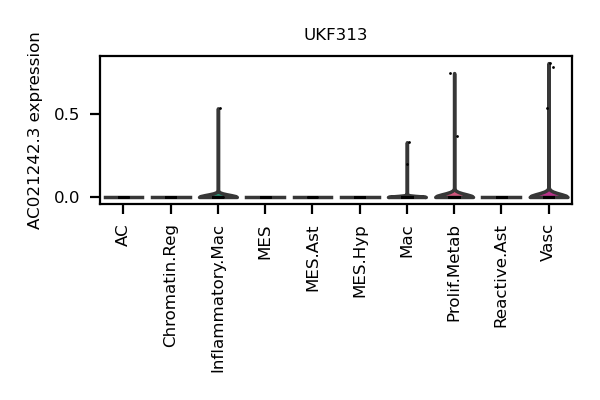 UKF313
AC021242.3 expression
0.5
0.0
AC
Chromatin.Reg
Inflammatory.Mac
MES
MES.Ast
MES.Hyp
Mac
Prolif.Metab
Reactive.Ast
Vasc